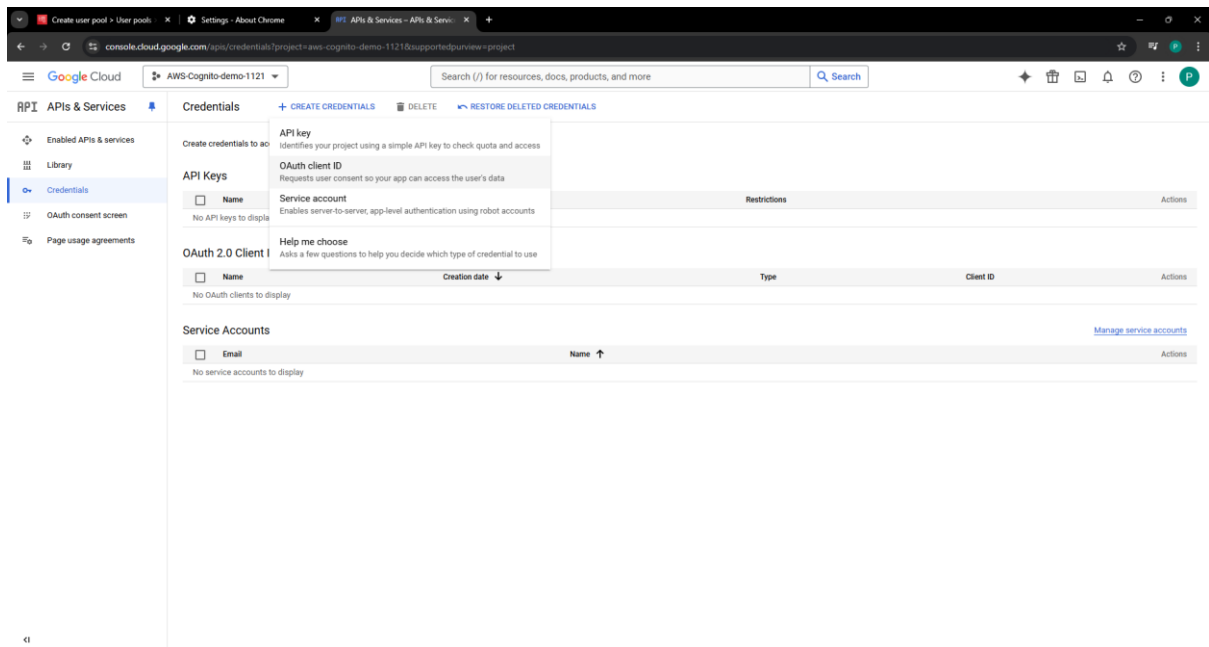 Create user pool > User pools
Settings - About Chrome
API APIs & Services – APIs & Servic
console.cloud.google.com/apis/credentials?project=aws-cognito-demo-1121&supportedpurview=project
P
Google Cloud
AWS-Cognito-demo-1121
Search (/) for resources, docs, products, and more
Search
P
API APIs & Services
Credentials
+ CREATE CREDENTIALS
DELETE
RESTORE DELETED CREDENTIALS
Enabled APIs & services
Library
Credentials
OAuth consent screen
Page usage agreements
Create credentials to ac
API key
Identifies your project using a simple API key to check quota and access
OAuth client ID
Requests user consent so your app can access the user's data
Service account
Enables server-to-server, app-level authentication using robot accounts
Help me choose
Asks a few questions to help you decide which type of credential to use
API Keys
Name Restrictions Actions
No API keys to displa
OAuth 2.0 Client I
Name Creation date Type Client ID Actions
No OAuth clients to display
Service Accounts
Manage service accounts
Email Name Actions
No service accounts to display